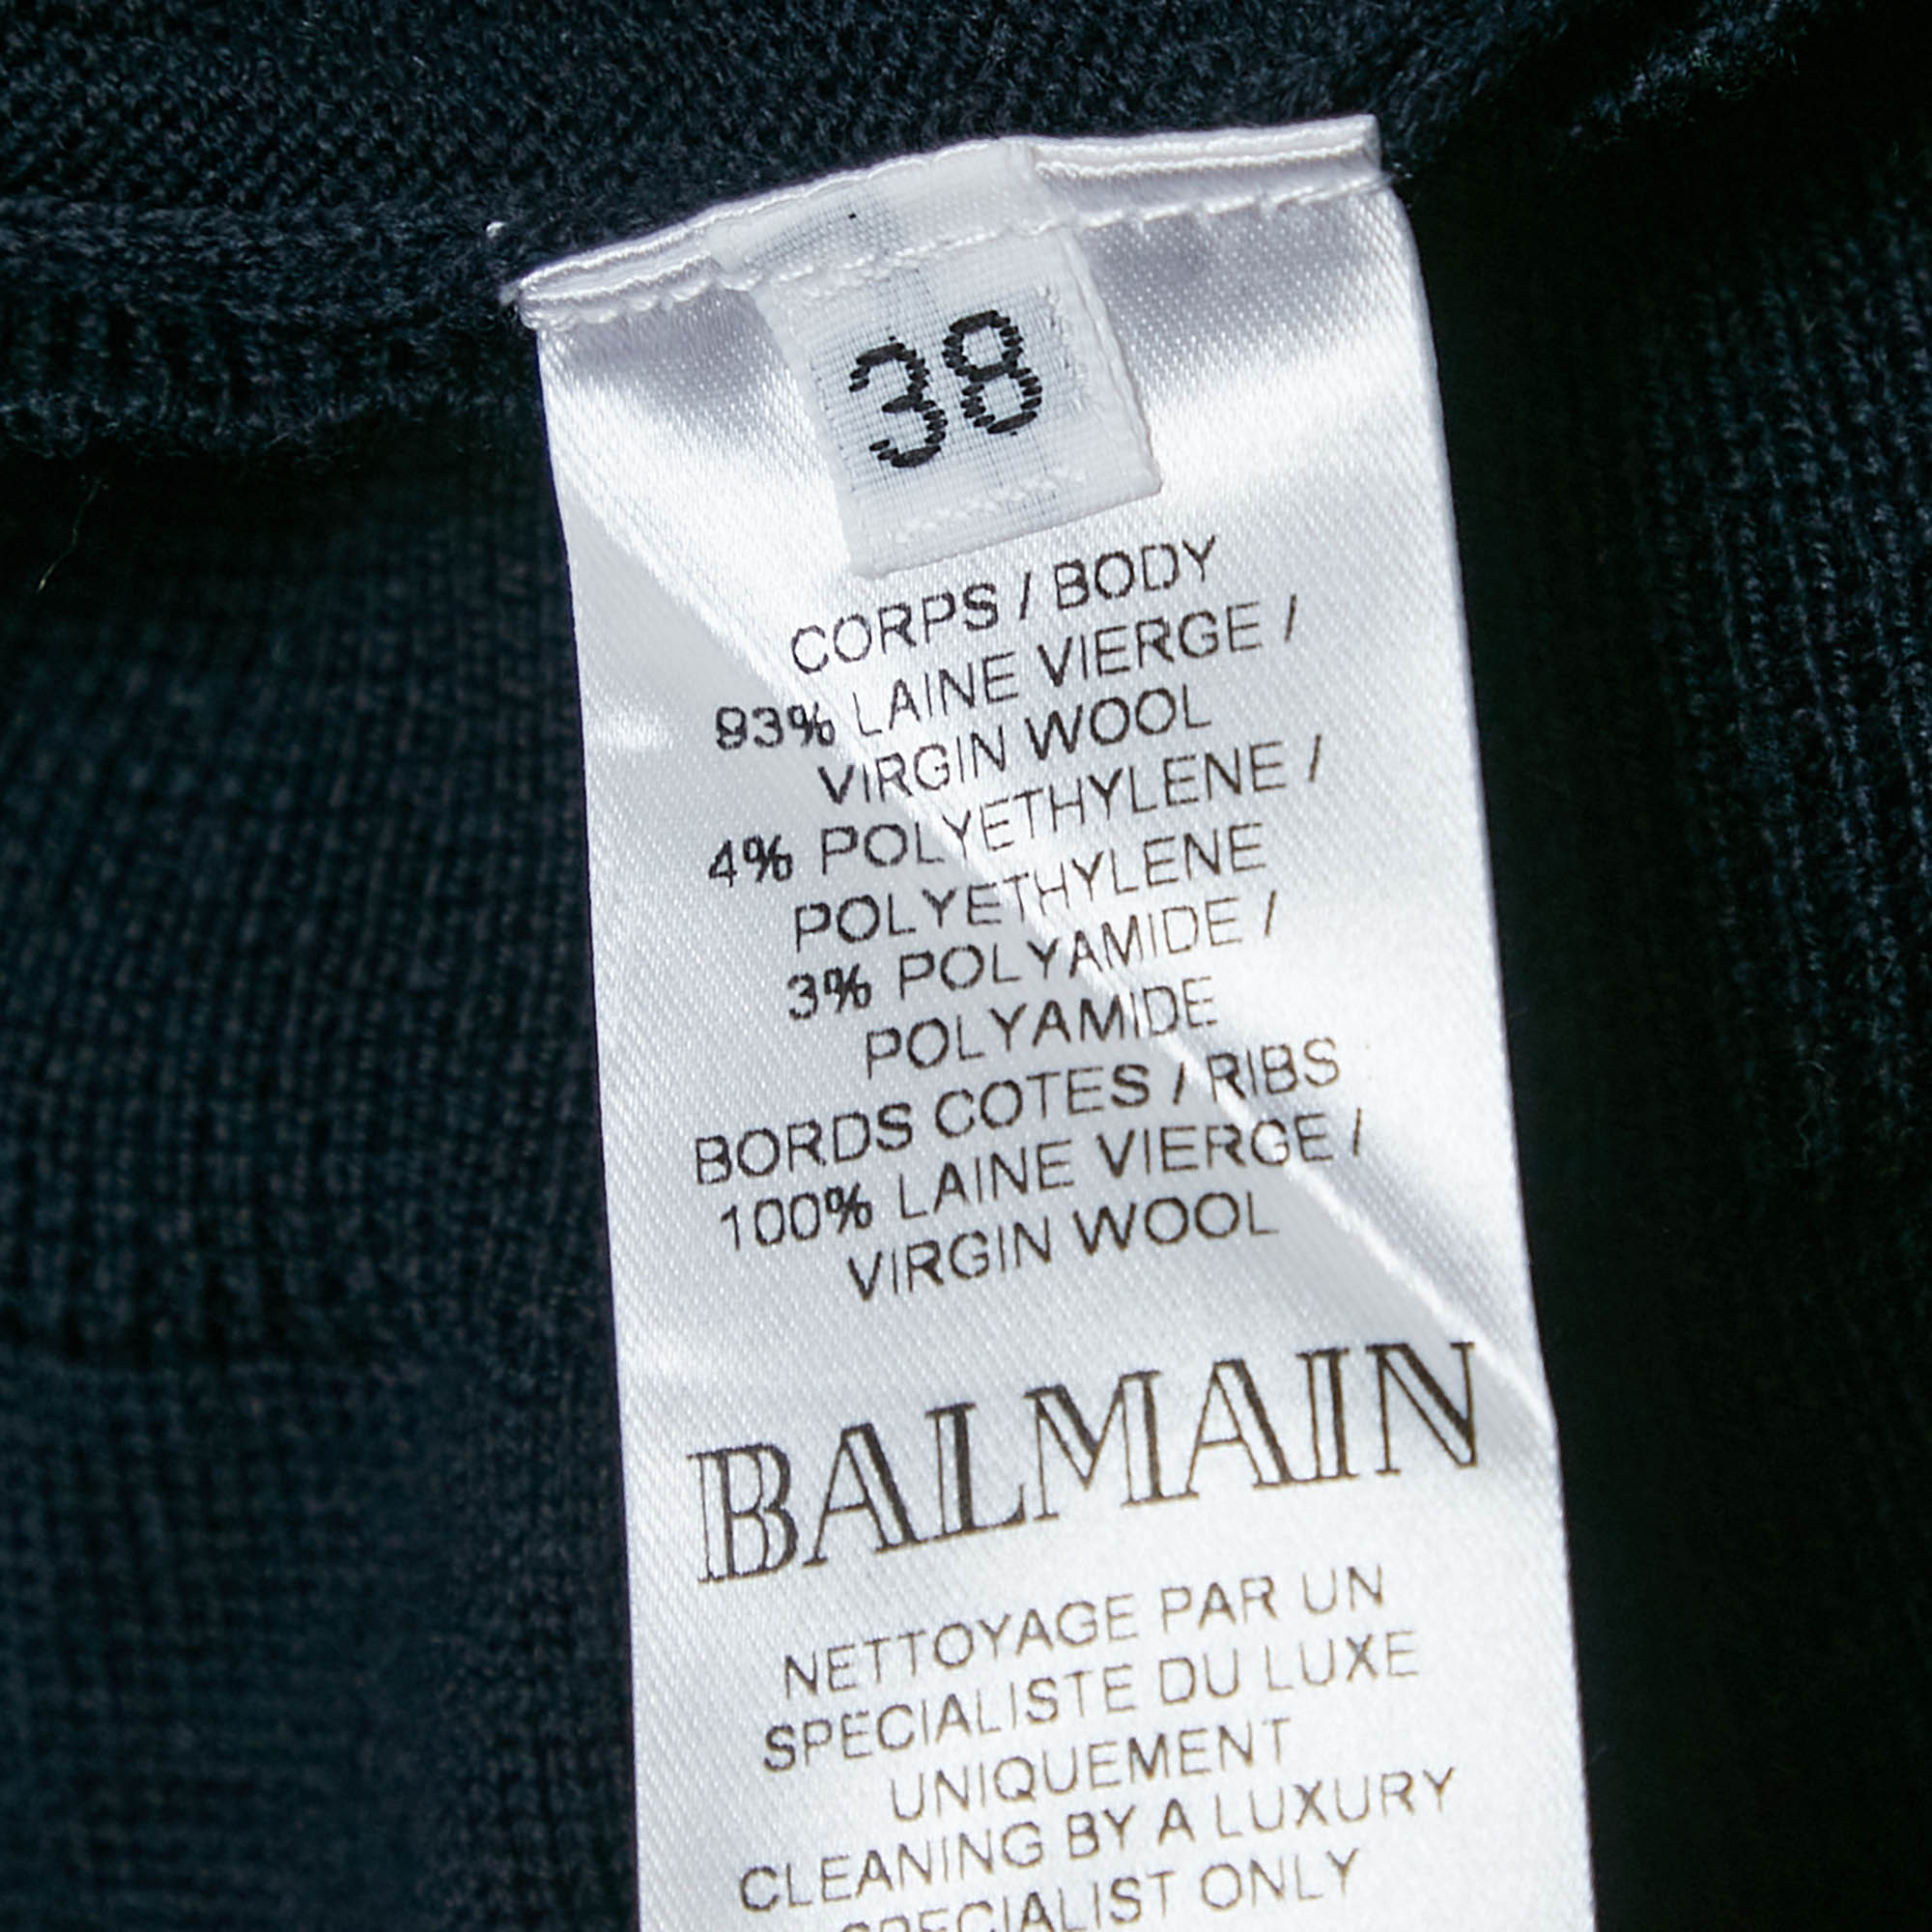 38
CORPS / BODY
93% LAINE VIERGE /
VIRGIN WOOL
4% POLYETHYLENE /
POLYETHYLENE
3% POLYAMIDE /
POLYAMIDE
BORDS COTES / RIBS
100% LAINE VIERGE /
VIRGIN WOOL
BALMAIN
NETTOYAGE PAR UN
SPECIALISTE DU LUXE
UNIQUEMENT
CLEANING BY A LUXURY
SPECIALIST ONLY